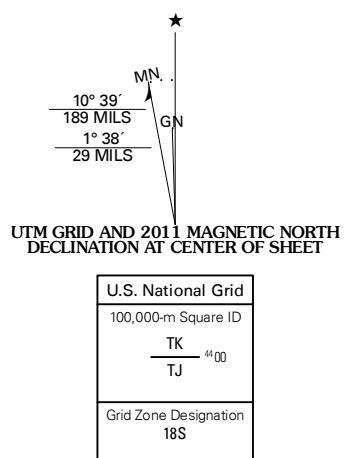 ★
MN
10° 39´
189 MILS
GN
1° 38´
29 MILS
UTM GRID AND 2011 MAGNETIC NORTH
DECLINATION AT CENTER OF SHEET
U.S. National Grid
100,000-m Square ID
TK
⁴⁴00
TJ
Grid Zone Designation
18S